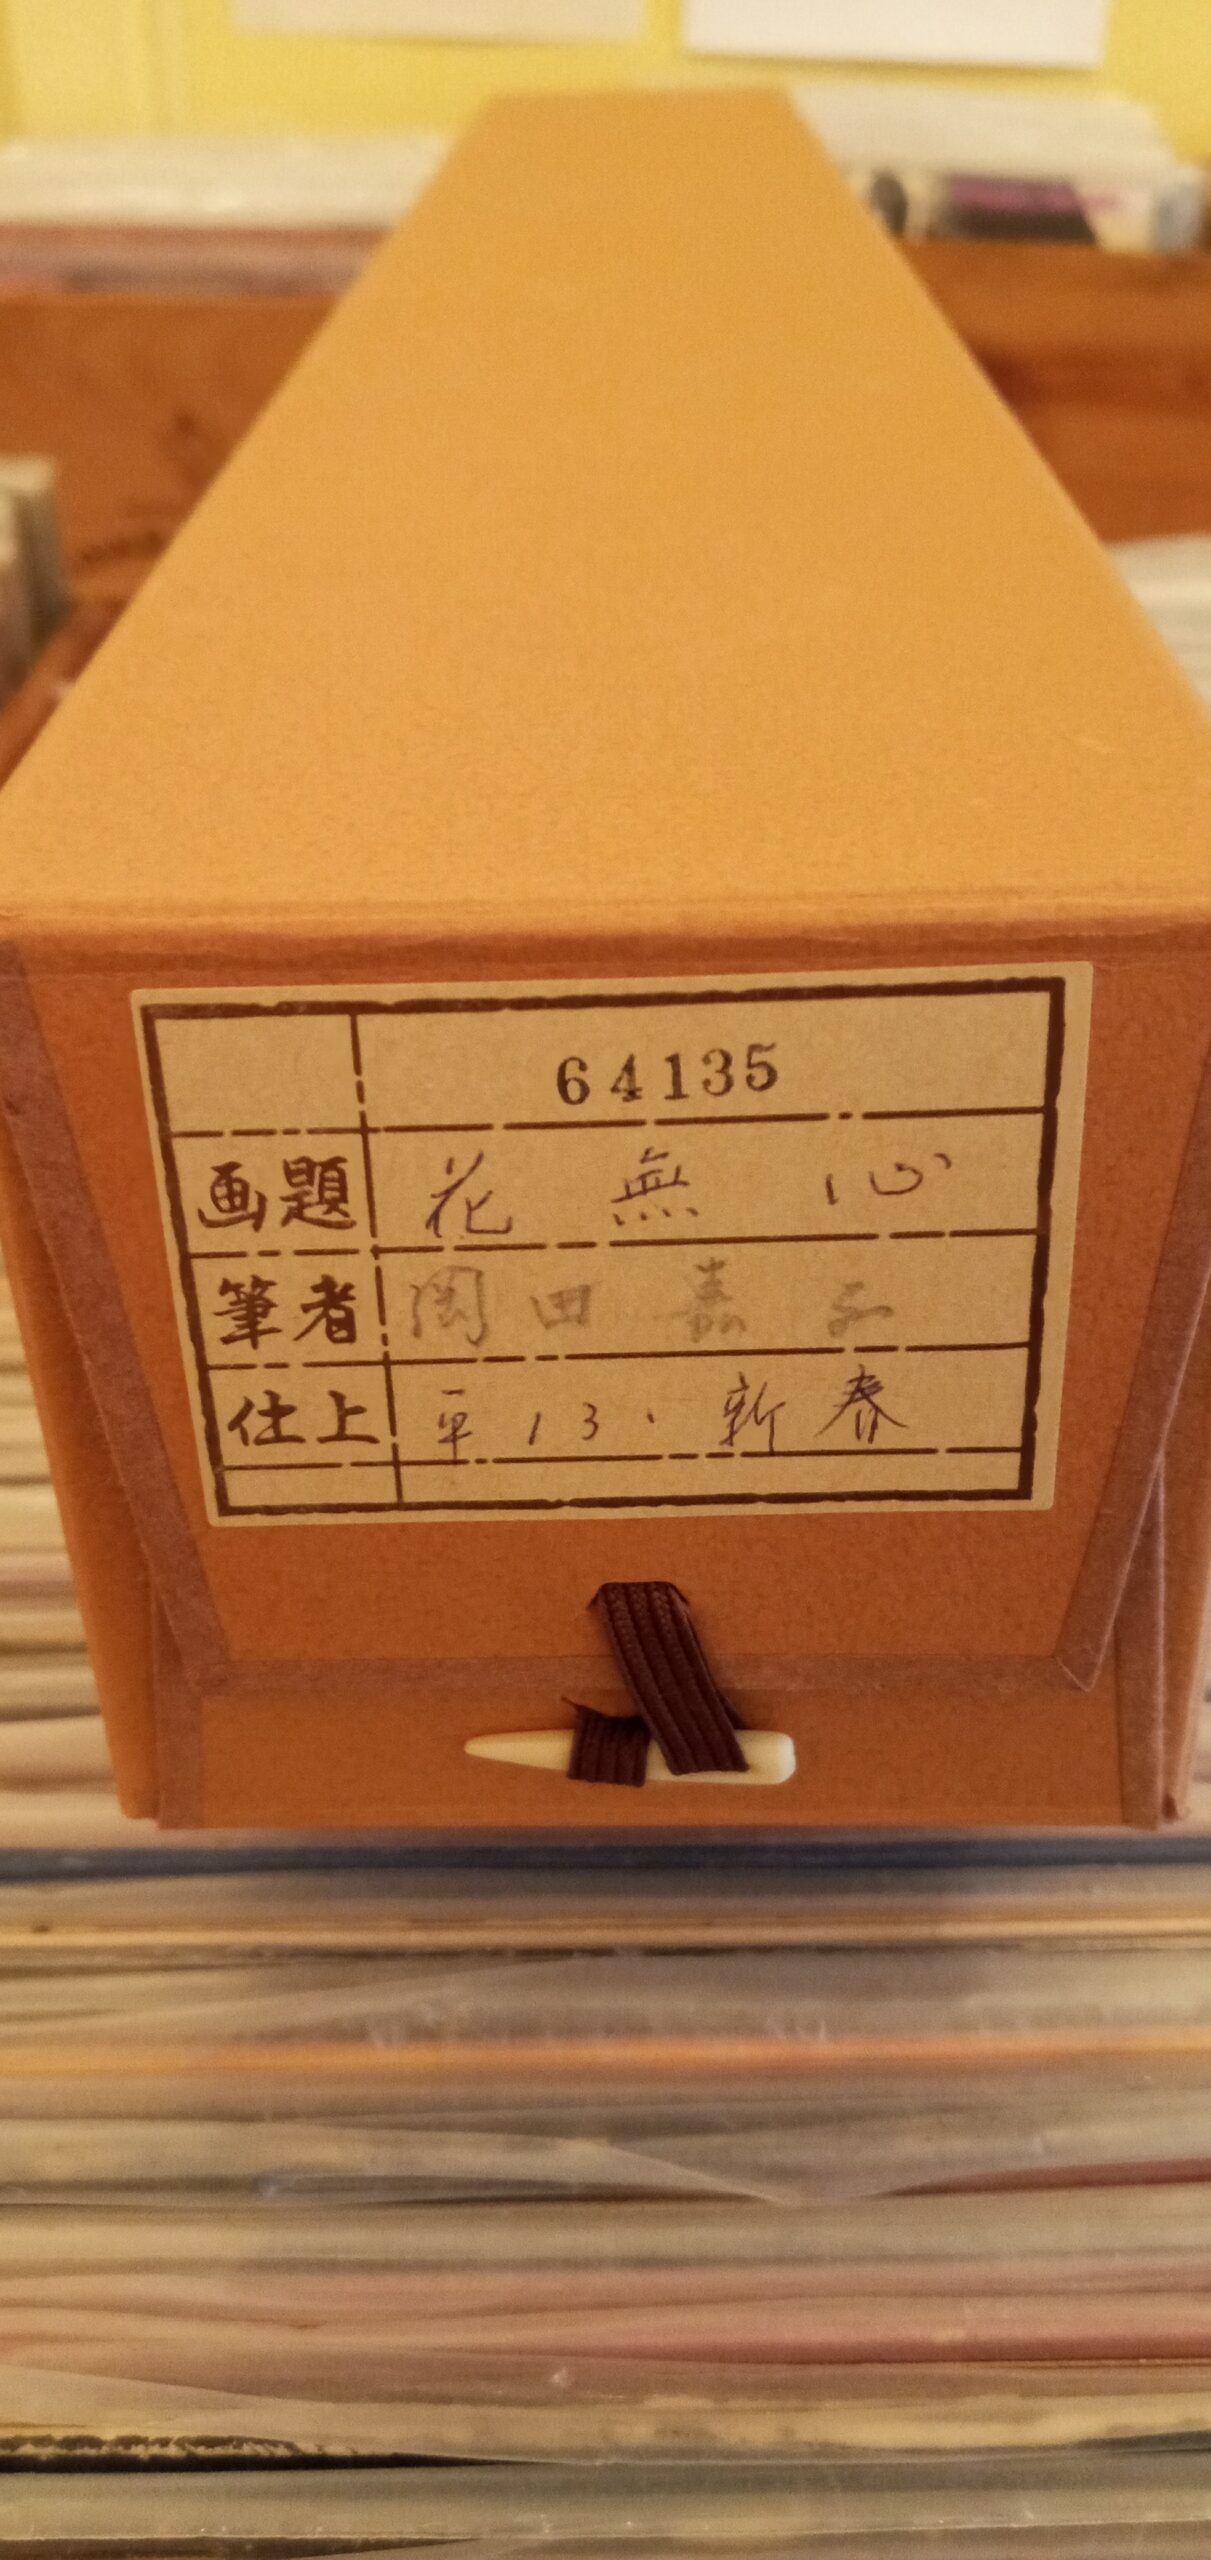 64135
画題 花 無 心
筆者 岡田 嘉子
仕上 平13.新春